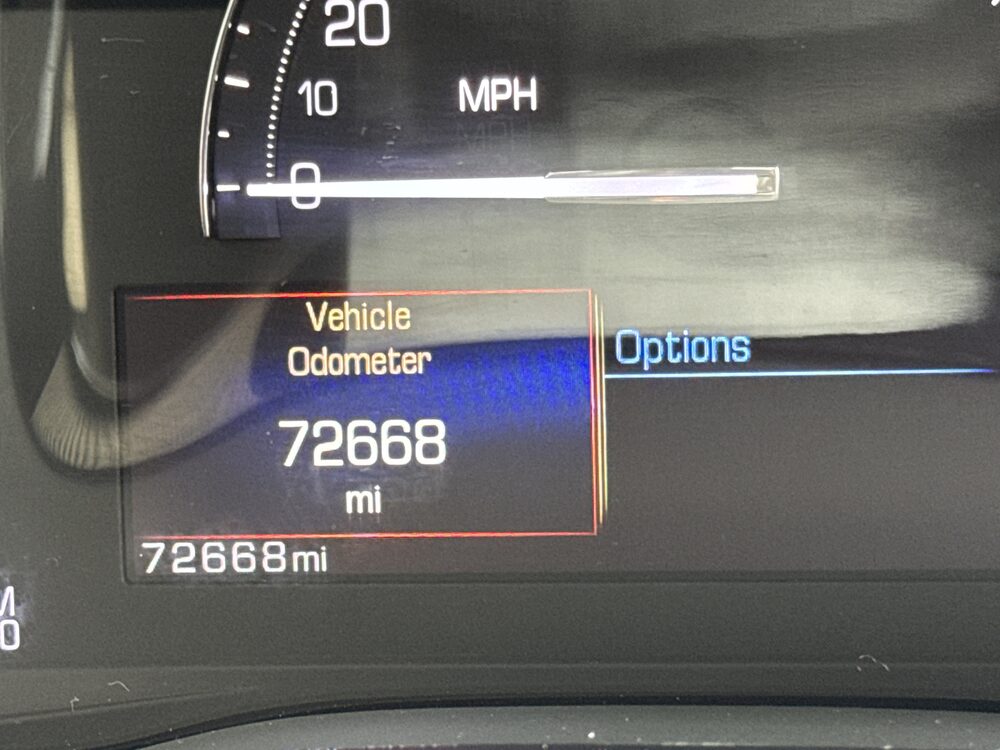 20
10
MPH
0
Vehicle
Odometer
Options
72668
mi
72668mi